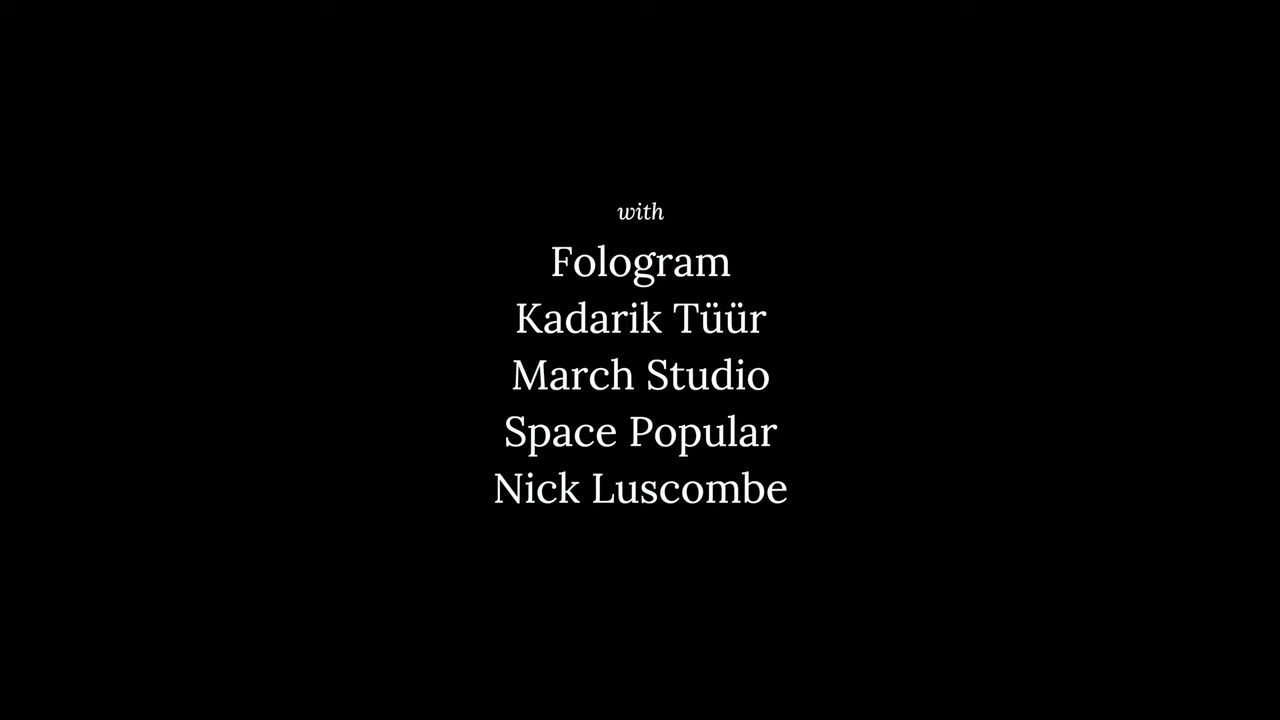 with
Fologram
Kadarik Tüür
March Studio
Space Popular
Nick Luscombe